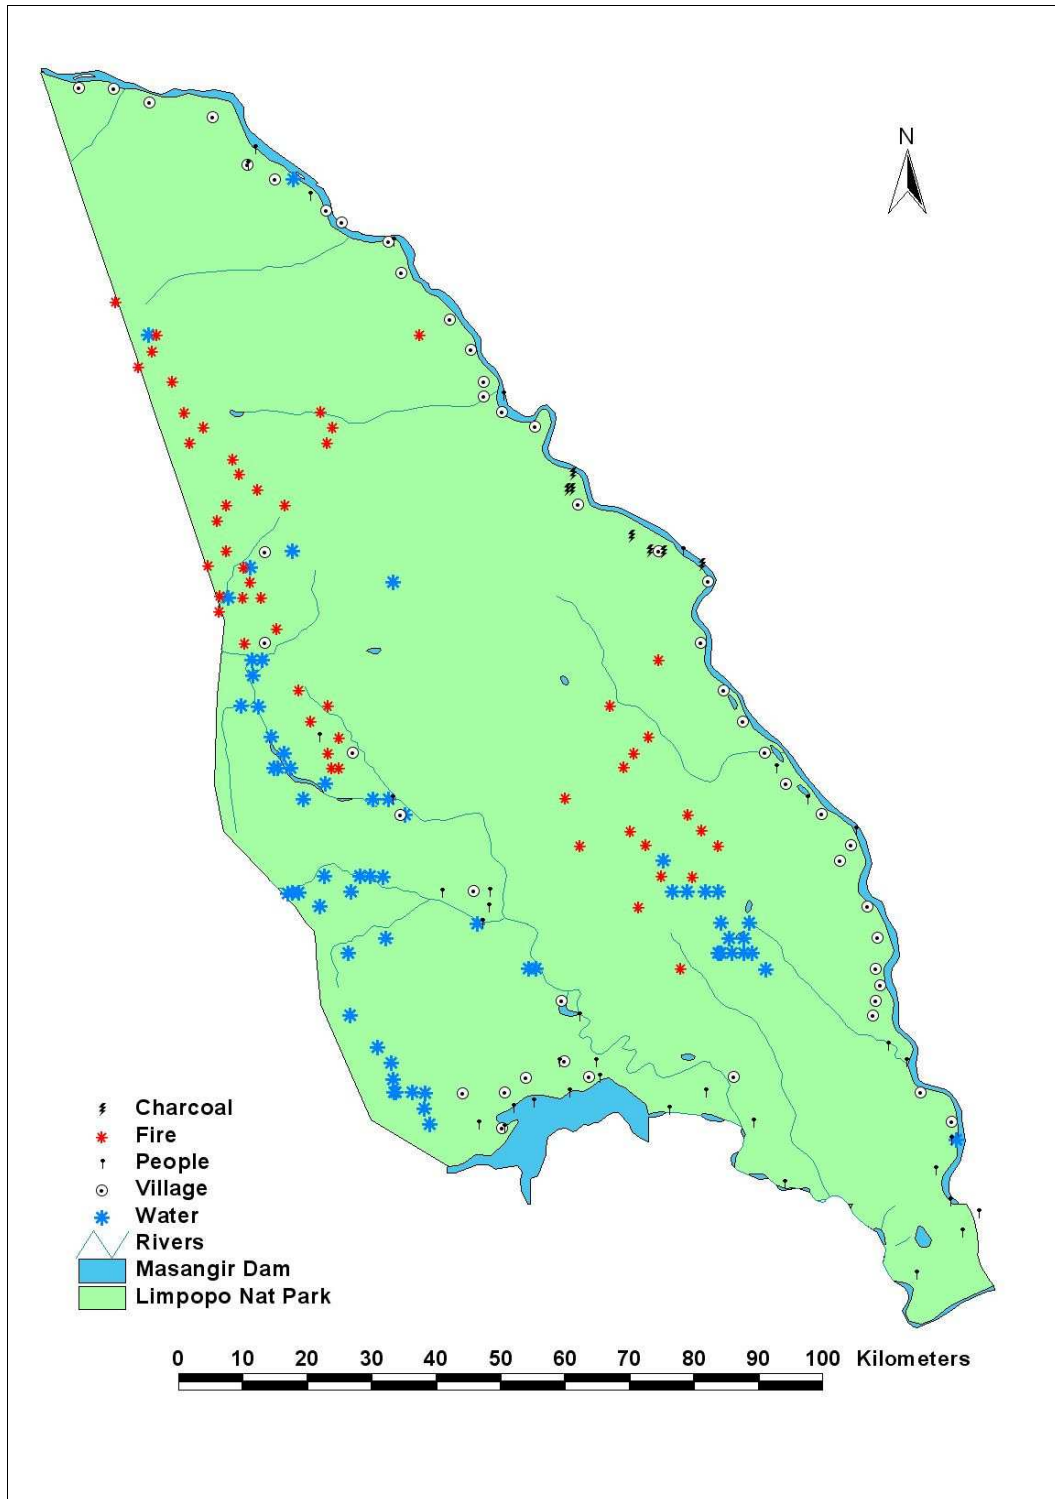 N
Charcoal
Fire
People
Village
Water
Rivers
Masangir Dam
Limpopo Nat Park
0 10 20 30 40 50 60 70 80 90 100 Kilometers